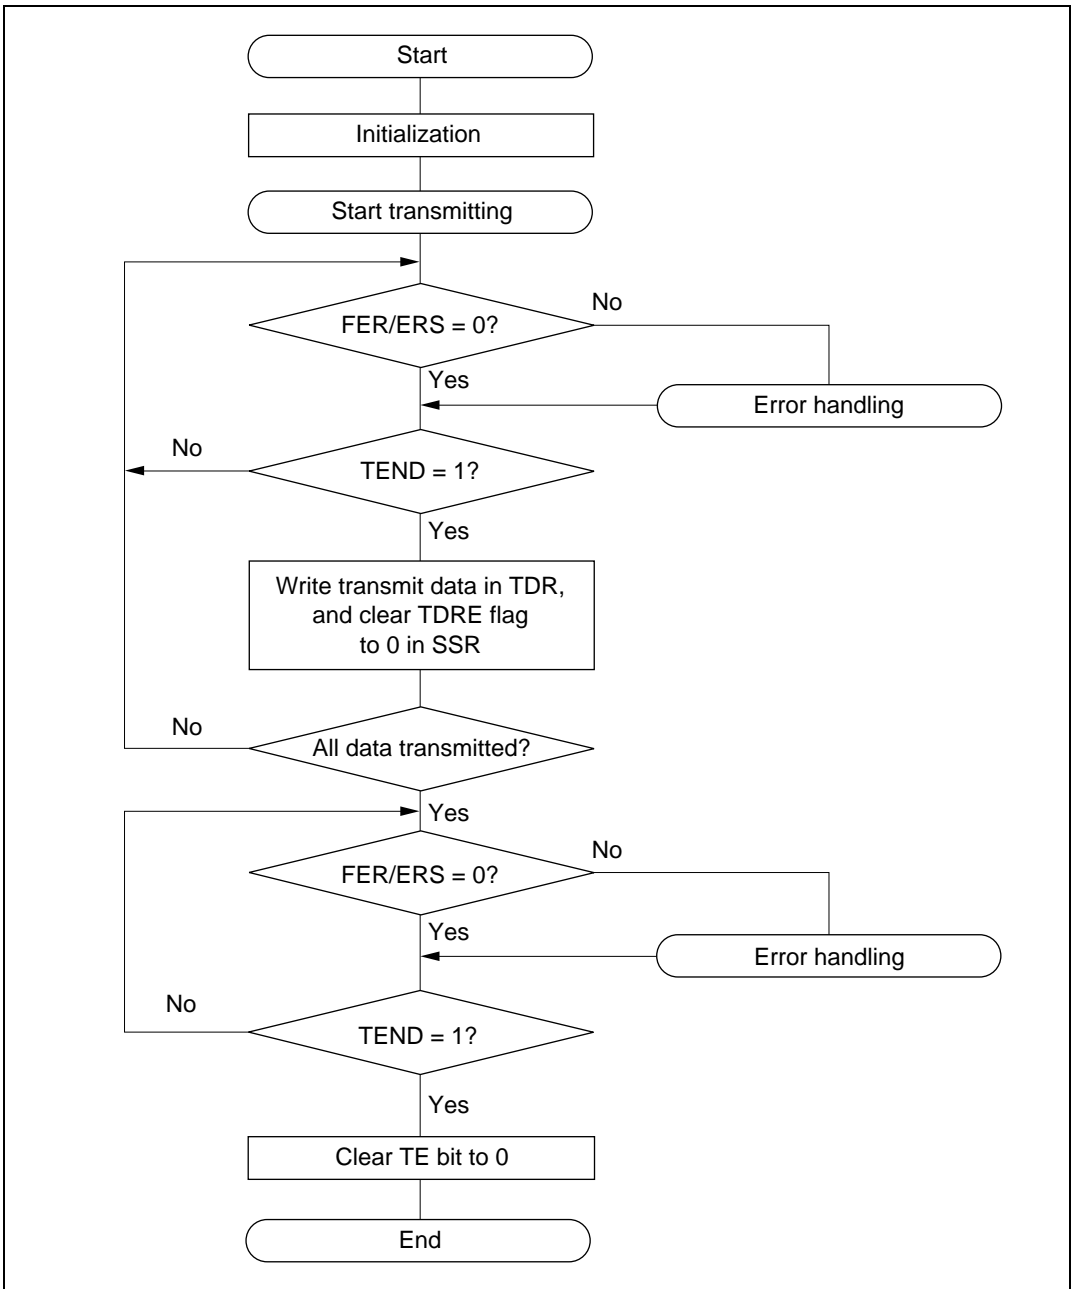 Start
Initialization
Start transmitting
FER/ERS = 0?
No
Yes
Error handling
No
TEND = 1?
Yes
Write transmit data in TDR,
and clear TDRE flag
to 0 in SSR
No
All data transmitted?
Yes
FER/ERS = 0?
No
Yes
Error handling
No
TEND = 1?
Yes
Clear TE bit to 0
End